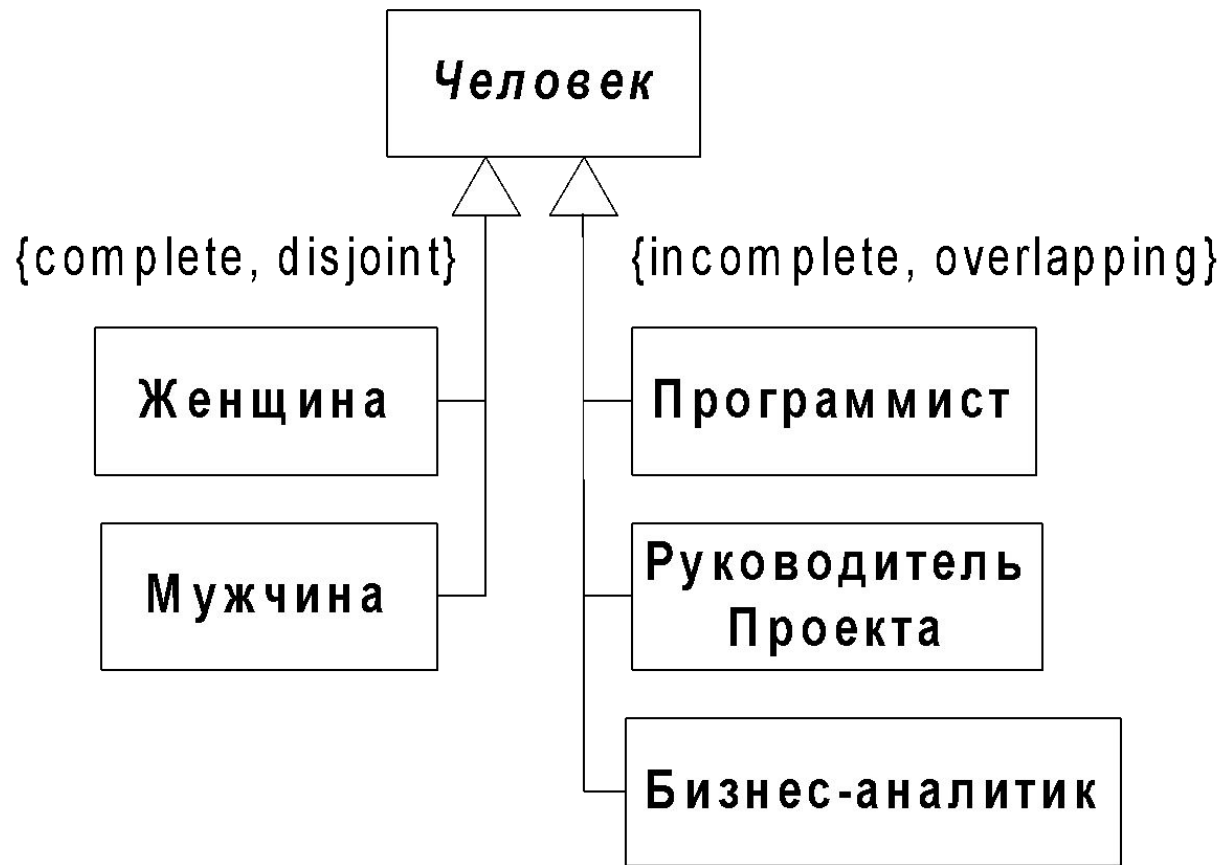 Человек
{complete, disjoint}
{incomplete, overlapping}
Женщина
Программист
Мужчина
Руководитель
Проекта
Бизнес-аналитик